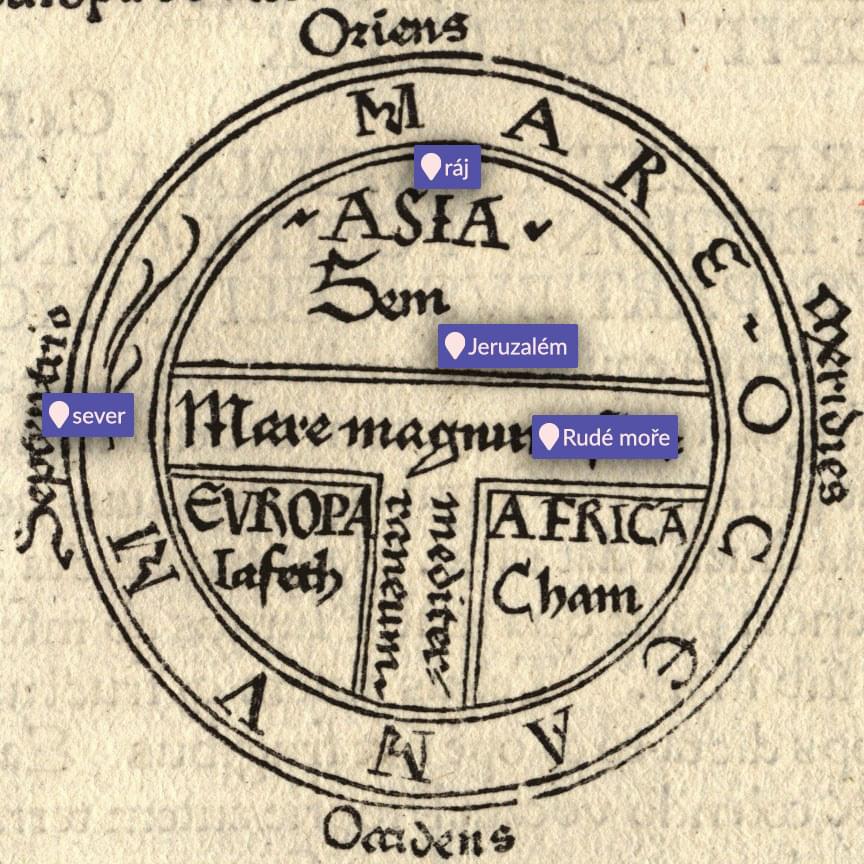 Oriens
MARE OCEANVM
ráj
ASIA
Sem
Jeruzalém
Septentrio
Meridies
sever
Mare magnum
Rudé moře
EVROPA
Iafeth
mediter
raneum
AFRICA
Cham
Occidens